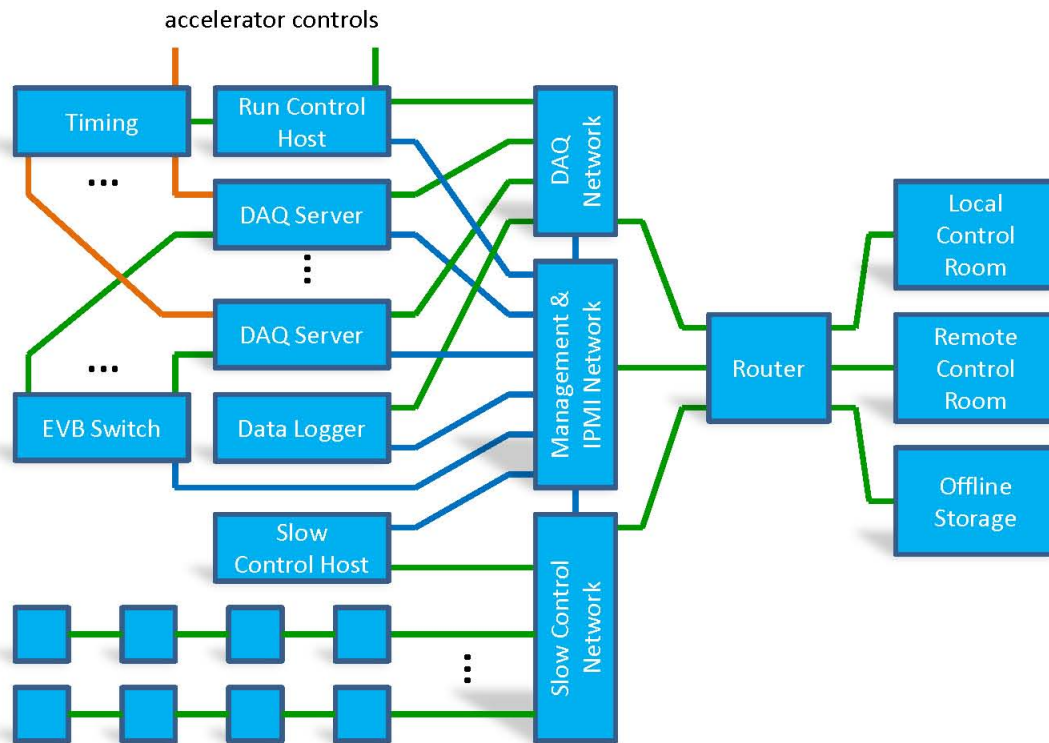 accelerator controls
Timing
Run Control
Host
DAQ
Network
...
DAQ Server
...
DAQ Server
...
EVB Switch
Data Logger
Management &
IPMI Network
Router
Local
Control
Room
Remote
Control
Room
Offline
Storage
Slow
Control Host
Slow Control
Network
...